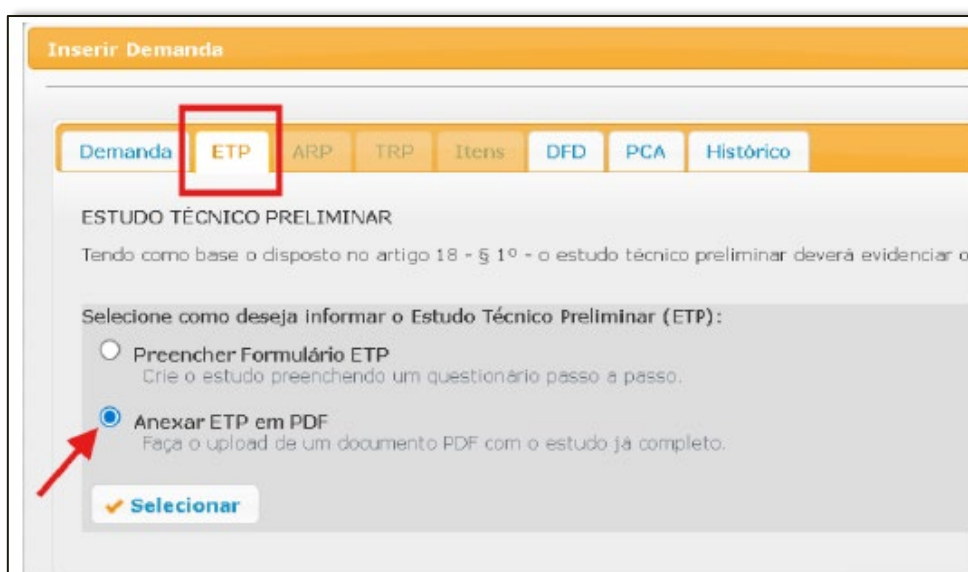 Inserir Demanda
Demanda ETP ARP TRP Itens DFD PCA Histórico
ESTUDO TÉCNICO PRELIMINAR
Tendo como base o disposto no artigo 18 - § 1º - o estudo técnico preliminar deverá evidenciar o
Selecione como deseja informar o Estudo Técnico Preliminar (ETP):
Preencher Formulário ETP
Crie o estudo preenchendo um questionário passo a passo.
Anexar ETP em PDF
Faça o upload de um documento PDF com o estudo já completo.
Selecionar